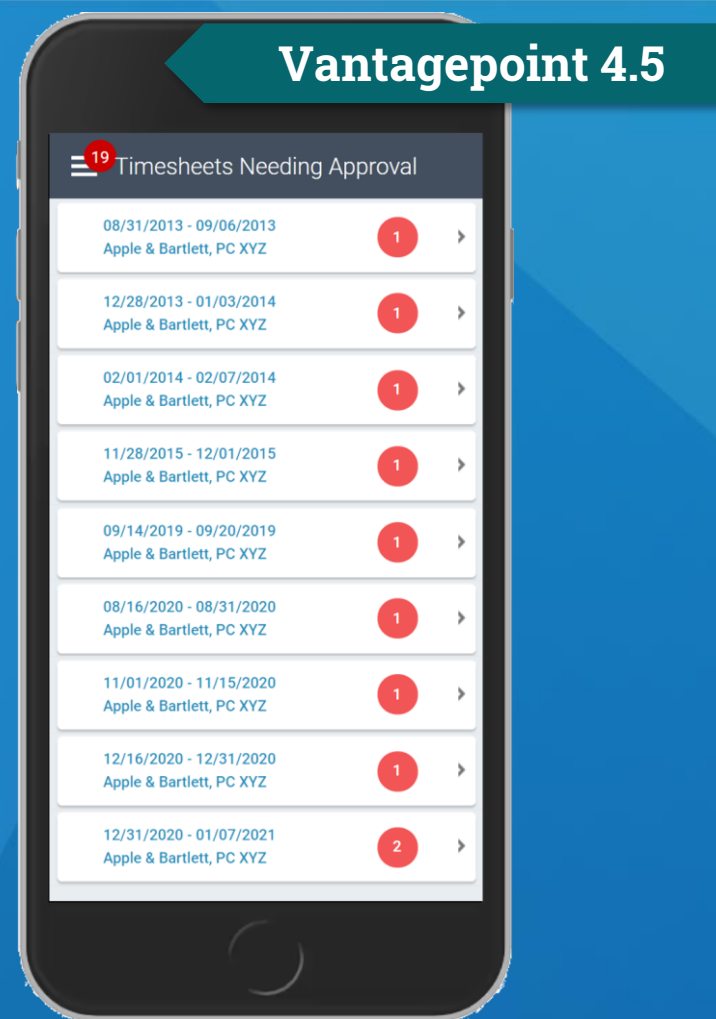 Vantagepoint 4.5
19 Timesheets Needing Approval
08/31/2013 - 09/06/2013
Apple & Bartlett, PC XYZ
1
12/28/2013 - 01/03/2014
Apple & Bartlett, PC XYZ
1
02/01/2014 - 02/07/2014
Apple & Bartlett, PC XYZ
1
11/28/2015 - 12/01/2015
Apple & Bartlett, PC XYZ
1
09/14/2019 - 09/20/2019
Apple & Bartlett, PC XYZ
1
08/16/2020 - 08/31/2020
Apple & Bartlett, PC XYZ
1
11/01/2020 - 11/15/2020
Apple & Bartlett, PC XYZ
1
12/16/2020 - 12/31/2020
Apple & Bartlett, PC XYZ
1
12/31/2020 - 01/07/2021
Apple & Bartlett, PC XYZ
2